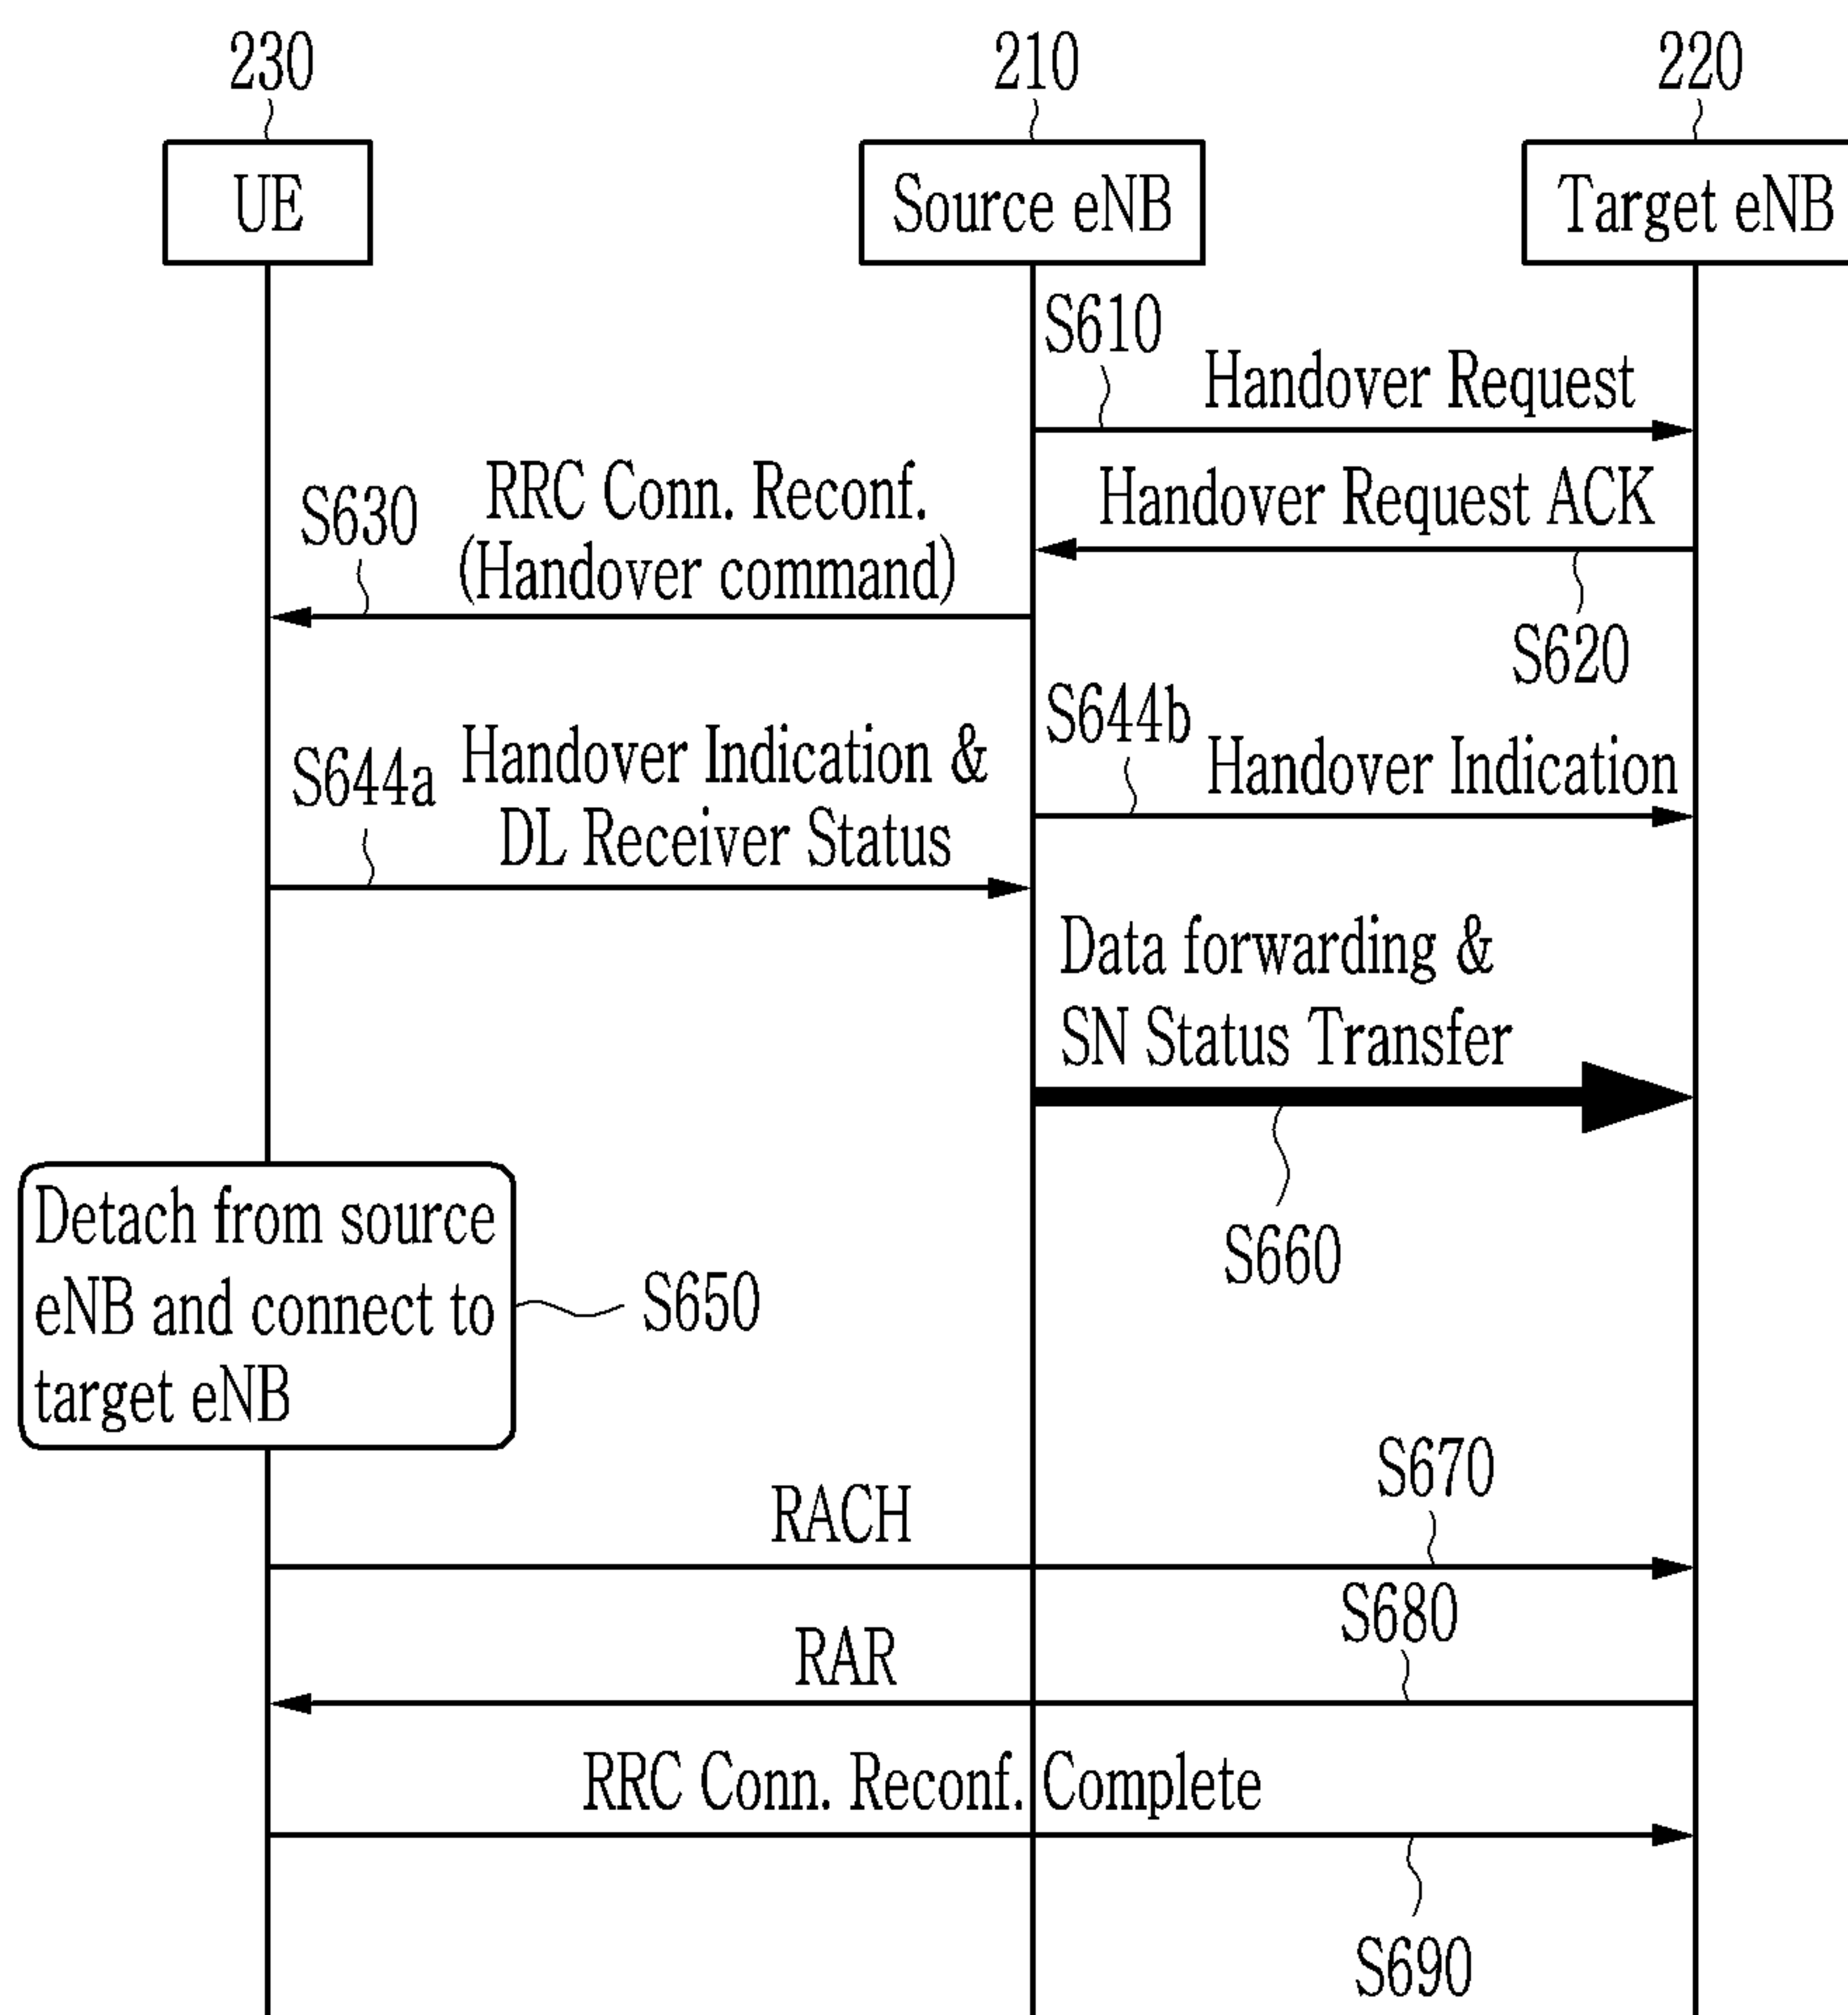 230
210
220
UE
Source eNB
Target eNB
S610
Handover Request
Handover Request ACK
S620
S630
RRC Conn. Reconf.
(Handover command)
S644a
Handover Indication &
DL Receiver Status
S644b
Handover Indication
Data forwarding &
SN Status Transfer
S660
Detach from source
eNB and connect to
target eNB
S650
RACH
S670
RAR
S680
RRC Conn. Reconf. Complete
S690